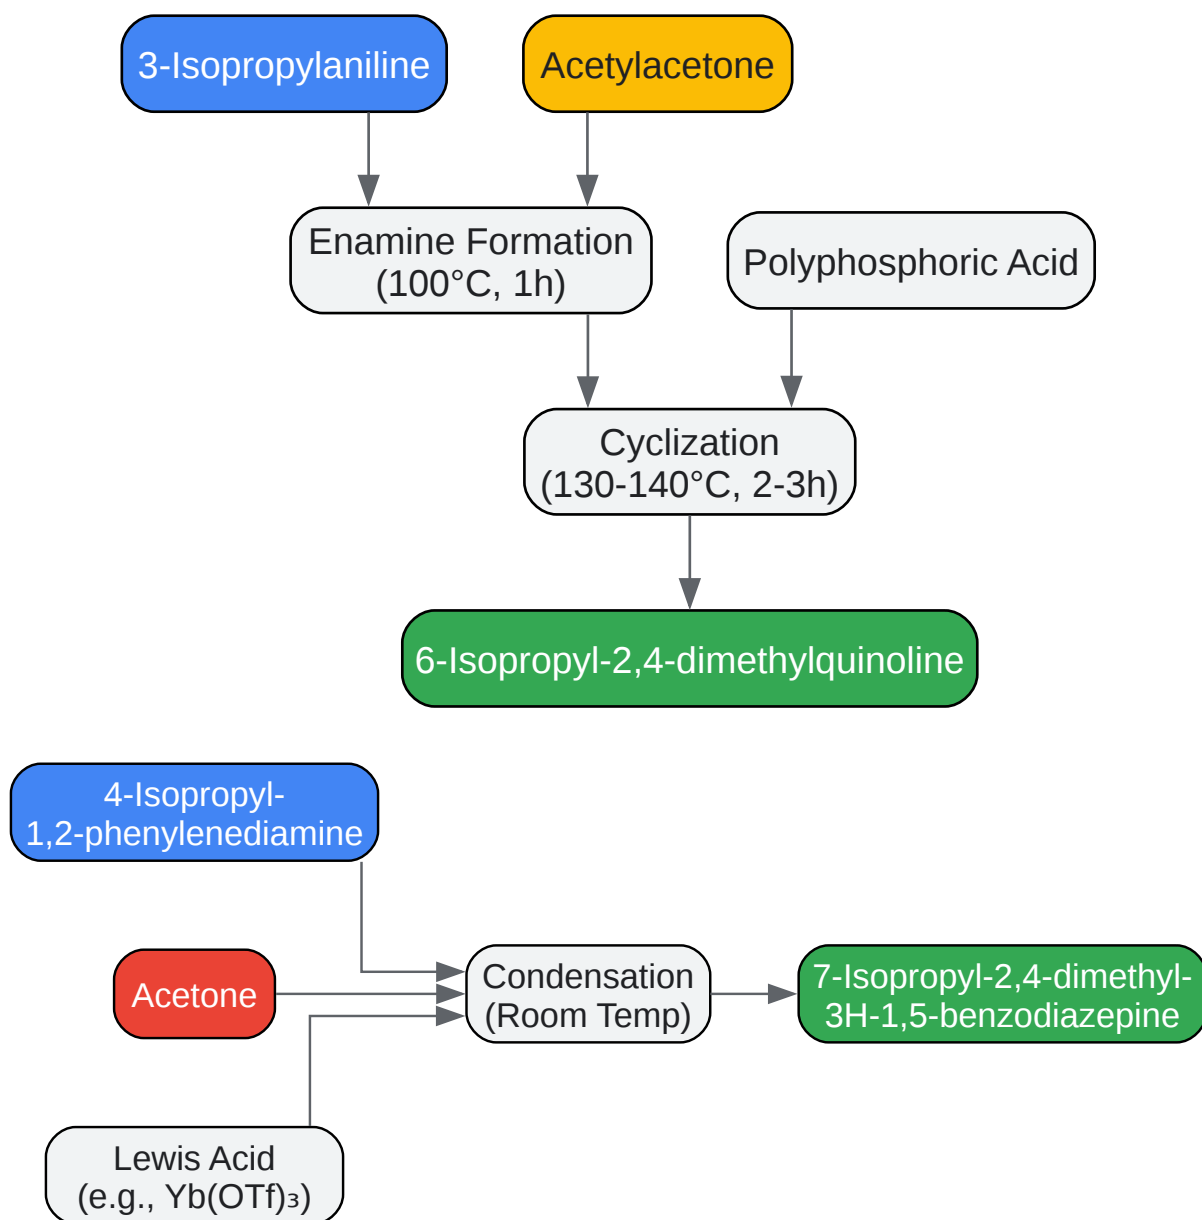 3-Isopropylaniline
Acetylacetone
Enamine Formation
(100°C, 1h)
Polyphosphoric Acid
Cyclization
(130-140°C, 2-3h)
6-Isopropyl-2,4-dimethylquinoline
4-Isopropyl-
1,2-phenylenediamine
Acetone
Condensation
(Room Temp)
7-Isopropyl-2,4-dimethyl-
3H-1,5-benzodiazepine
Lewis Acid
(e.g., Yb(OTf)₃)